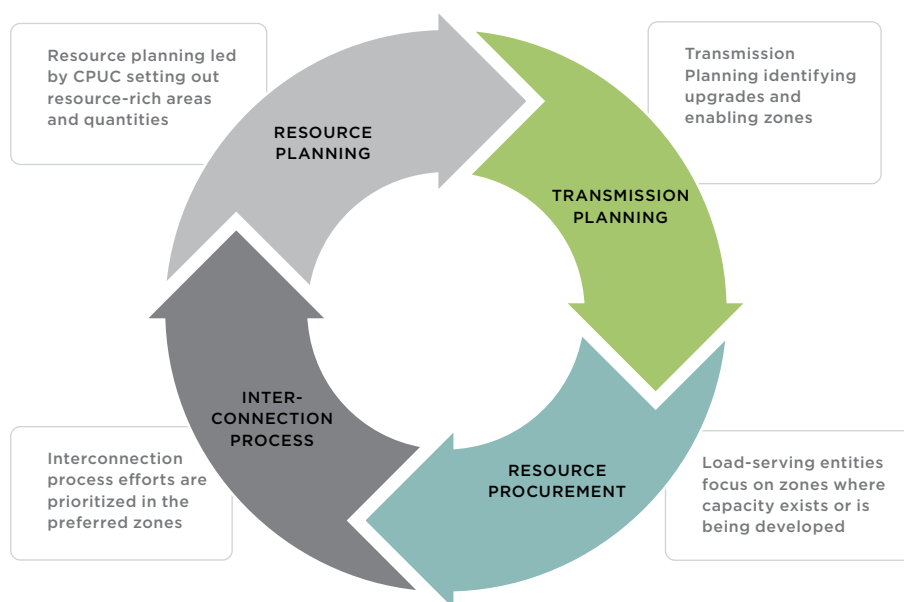 Resource planning led
by CPUC setting out
resource-rich areas
and quantities
RESOURCE
PLANNING
Transmission
Planning identifying
upgrades and
enabling zones
TRANSMISSION
PLANNING
INTER-
CONNECTION
PROCESS
Interconnection
process efforts are
prioritized in the
preferred zones
RESOURCE
PROCUREMENT
Load-serving entities
focus on zones where
capacity exists or is
being developed